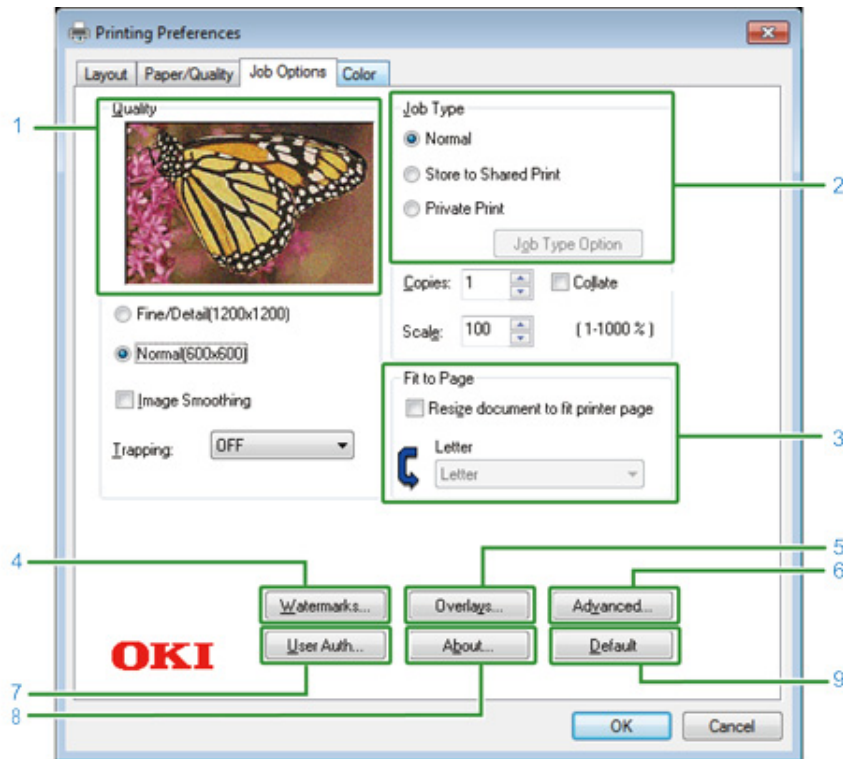 Printing Preferences
Layout Paper/Quality Job Options Color
Quality
Fine/Detail(1200x1200)
Normal(600x600)
Image Smoothing
Trapping: OFF
Job Type
Normal
Store to Shared Print
Private Print
Job Type Option
Copies: 1 Collate
Scale: 100 (1-1000 %)
Fit to Page
Resize document to fit printer page
Letter
Letter
Watermarks... Overlays... Advanced...
OKI User Auth... About... Default
OK Cancel
1
2
3
4
5
6
7
8
9